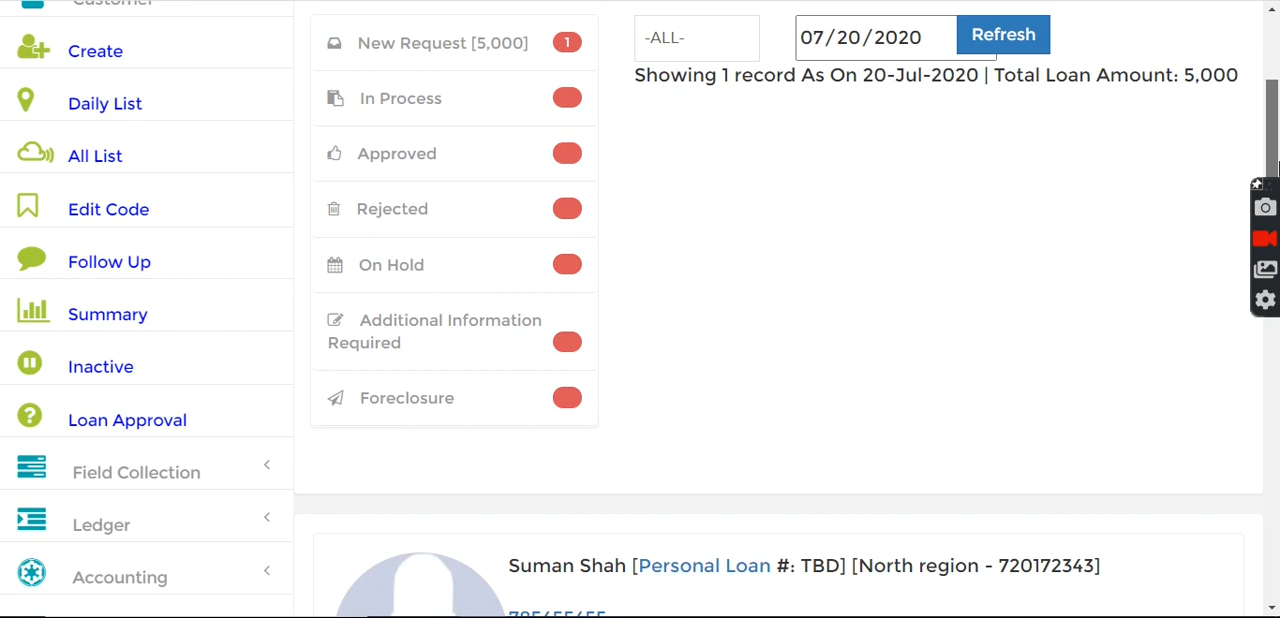 Customer
Create
Daily List
All List
Edit Code
Follow Up
Summary
Inactive
Loan Approval
Field Collection
Ledger
Accounting
New Request [5,000] 1
In Process
Approved
Rejected
On Hold
Additional Information
Required
Foreclosure
-ALL-
07/20/2020 Refresh
Showing 1 record As On 20-Jul-2020 | Total Loan Amount: 5,000
Suman Shah [Personal Loan #: TBD] [North region - 720172343]